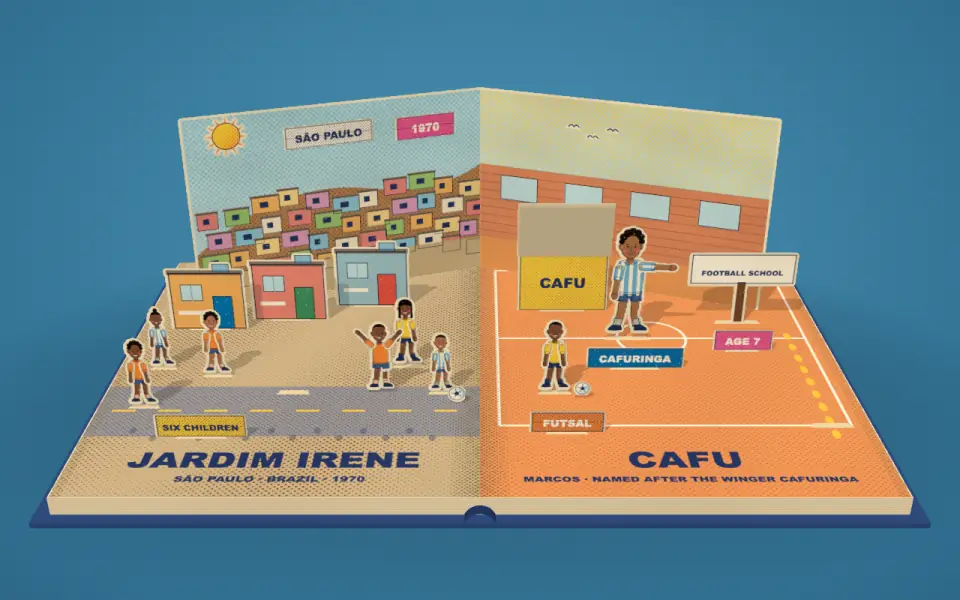 SÃO PAULO
1970
SIX CHILDREN
JARDIM IRENE
SÃO PAULO · BRAZIL · 1970
CAFU
FOOTBALL SCHOOL
AGE 7
CAFURINGA
FUTSAL
CAFU
MARCOS · NAMED AFTER THE WINGER CAFURINGA